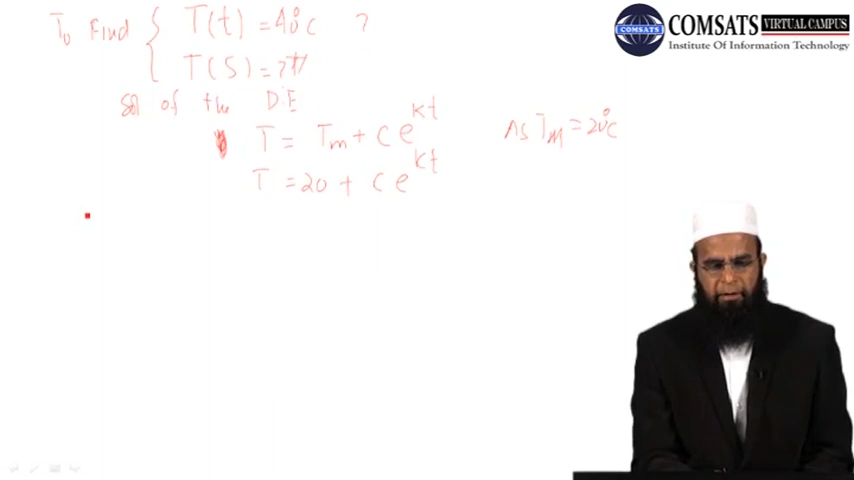 To Find { T(t) = 40°c ?
T(5) = ??
Sol of the D.E
T = Tm + C e^kt As Tm = 20°c
T = 20 + C e^kt
COMSATS
COMSATS VIRTUAL CAMPUS
Institute Of Information Technology